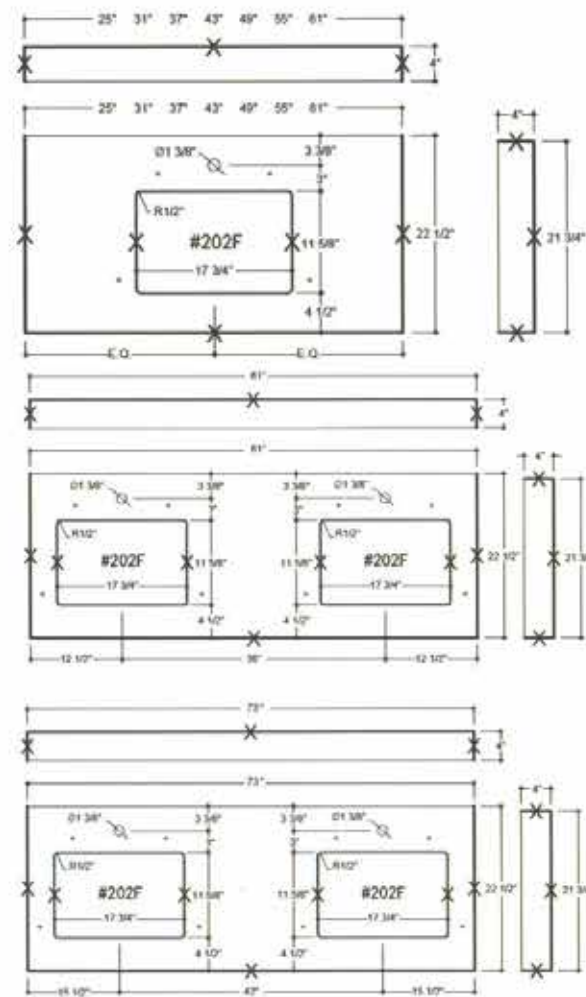 25" 31" 37" 43" 49" 55" 61"
4"
25" 31" 37" 43" 49" 55" 61"
4"
Ø1 3/8"
3 3/8"
3"
R1/2"
#202F
11 5/8"
22 1/2"
21 3/4"
17 3/4"
4 1/2"
E.Q. E.Q.
61"
4"
61"
4"
Ø1 3/8" 3 3/8" 3 3/8" Ø1 3/8"
R1/2" R1/2"
#202F 11 5/8" 11 5/8" #202F 22 1/2"
17 3/4" 17 3/4"
4 1/2" 4 1/2"
12 1/2" 36" 12 1/2"
73"
4"
73"
4"
Ø1 3/8" 3 3/8" 3 3/8" Ø1 3/8"
3" 3"
R1/2" R1/2"
#202F 11 5/8" 11 5/8" #202F 22 1/2"
17 3/4" 17 3/4"
4 1/2" 4 1/2"
15 1/2" 42" 15 1/2"